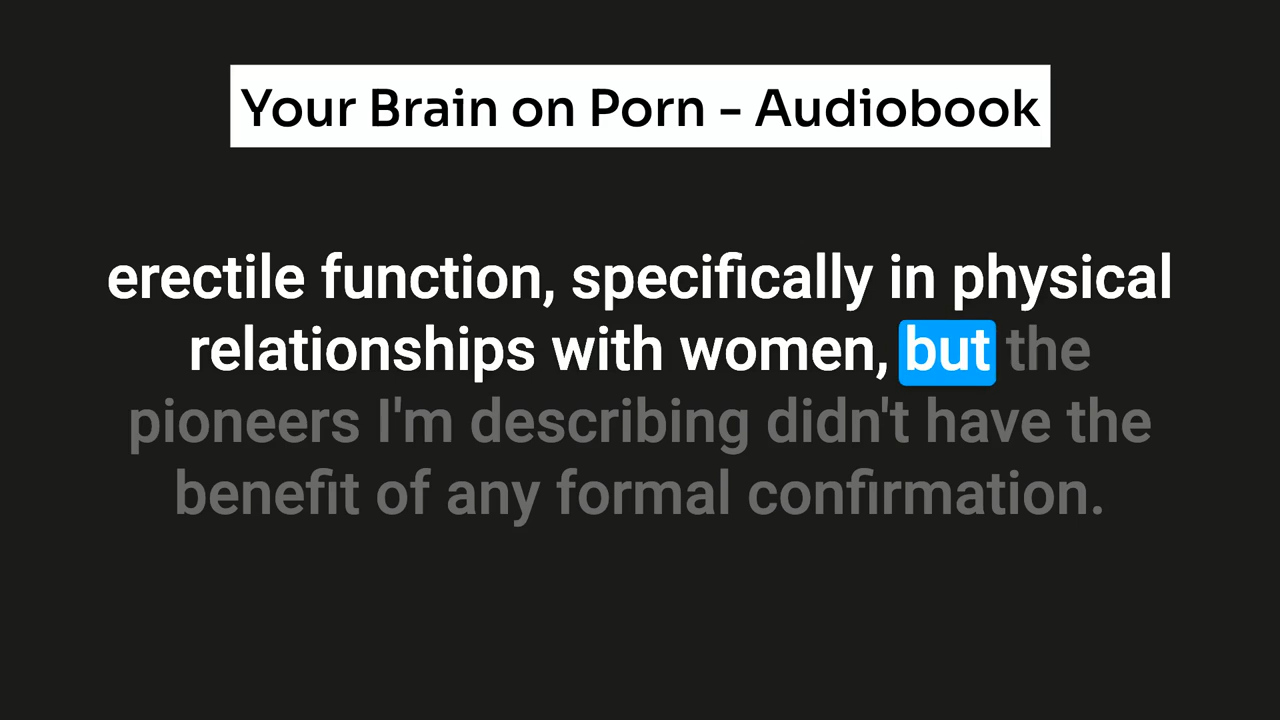 Your Brain on Porn - Audiobook
erectile function, specifically in physical
relationships with women, but the
pioneers I'm describing didn't have the
benefit of any formal confirmation.